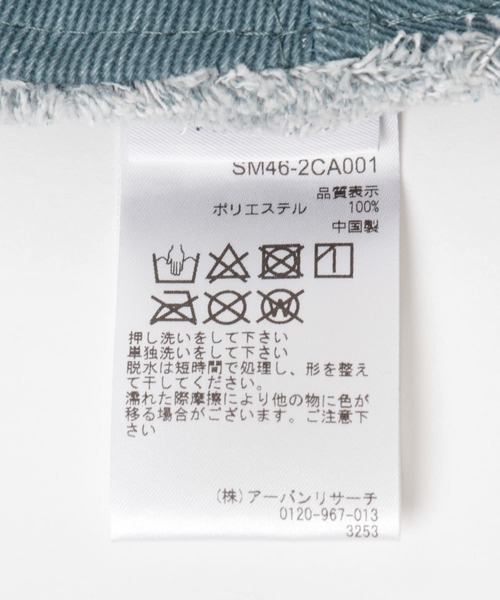 SM46-2CA001
品質表示
ポリエステル 100%
中国製
押し洗いをして下さい
単独洗いをして下さい
脱水は短時間で処理し、形を整え
て干してください。
濡れた際摩擦により他の物に色が
移る場合がございます。ご注意下
さい
(株) アーバンリサーチ
0120-967-013
3253